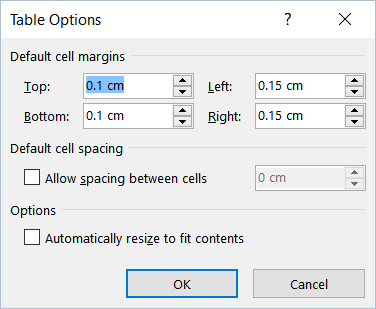 Table Options ?
Default cell margins
Top: 0.1 cm Left: 0.15 cm
Bottom: 0.1 cm Right: 0.15 cm
Default cell spacing
Allow spacing between cells 0 cm
Options
Automatically resize to fit contents
OK Cancel